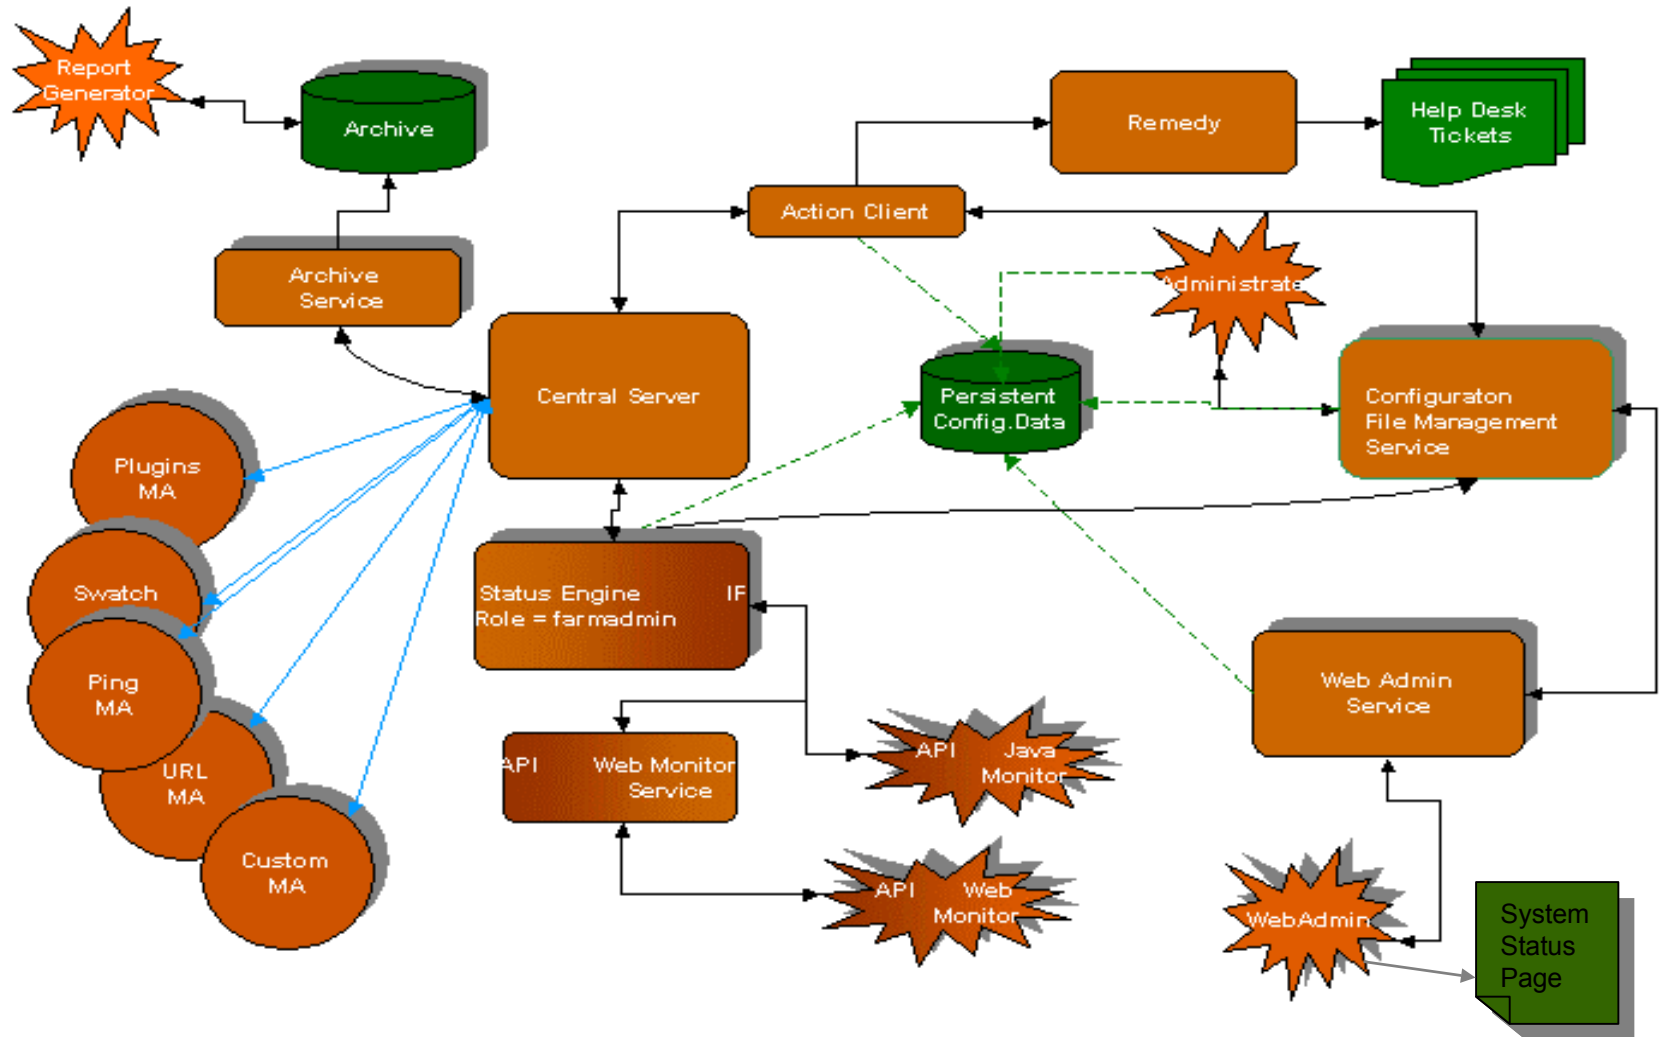 Report
Generator
Archive
Remedy
Help Desk
Tickets
Action Client
Archive
Service
Administrate
Central Server
Persistent
Config.Data
Configuraton
File Management
Service
Plugins
MA
Swatch
Ping
MA
URL
MA
Custom
MA
Status Engine IF
Role = farmadmin
API Web Monitor
Service
API Java
Monitor
API Web
Monitor
Web Admin
Service
WebAdmin
System
Status
Page